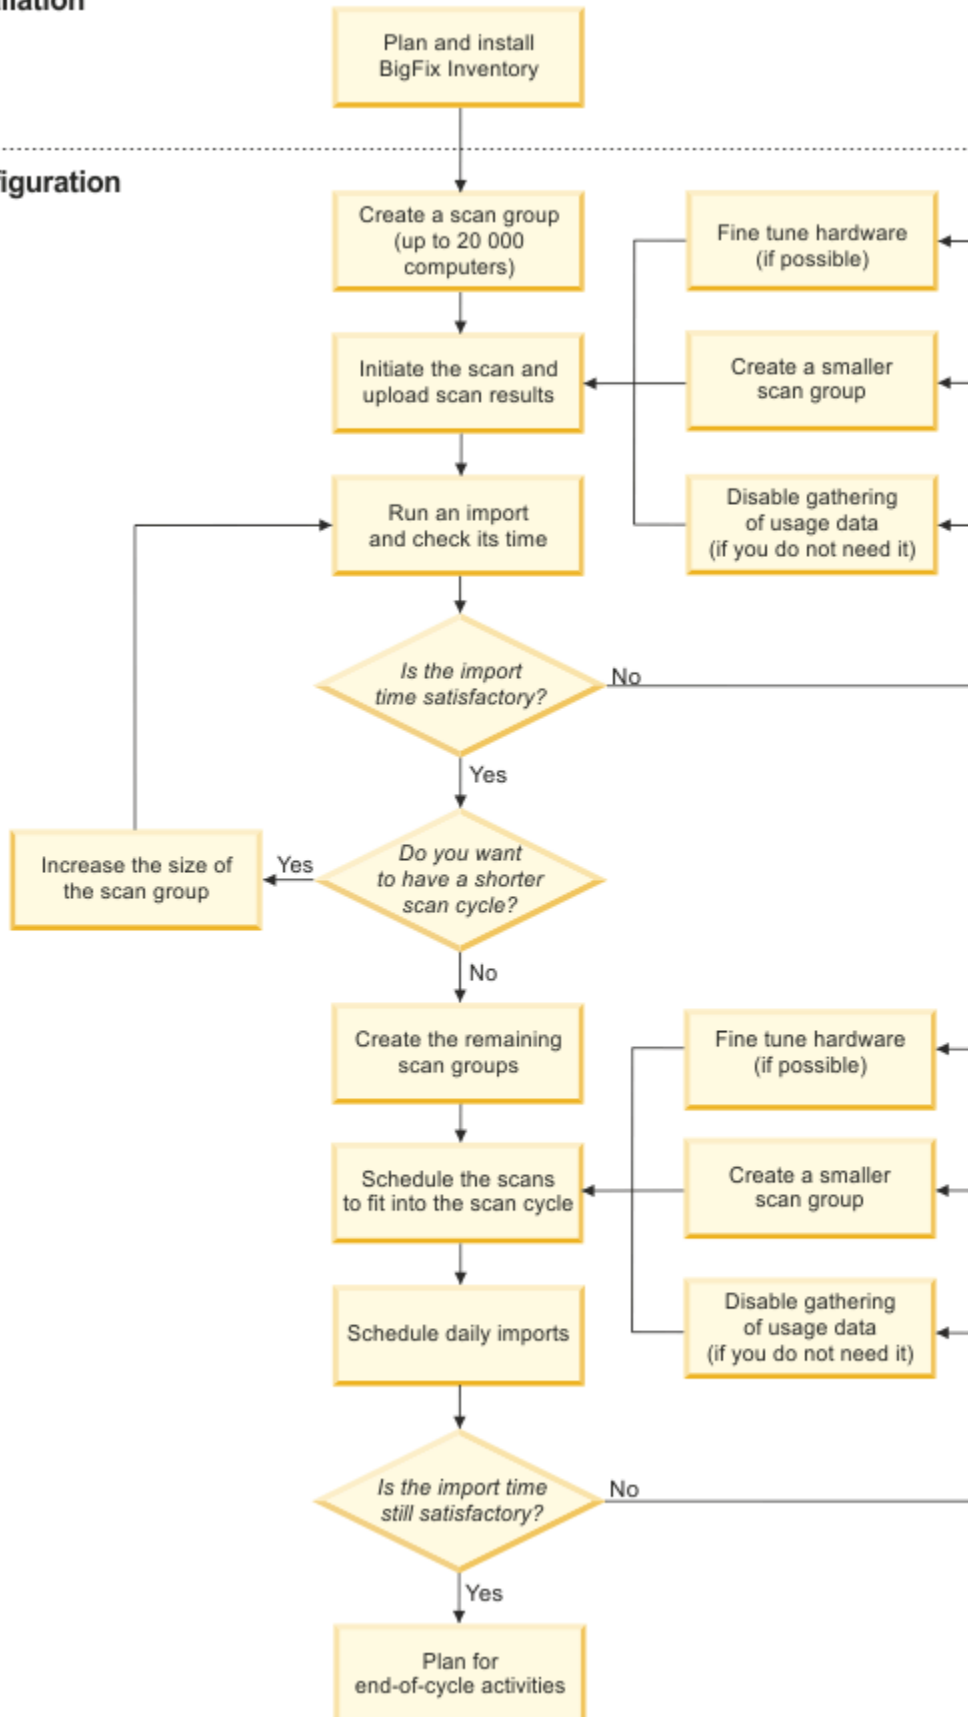 Plan and install
BigFix Inventory
figuration
Create a scan group
(up to 20 000
computers)
Fine tune hardware
(if possible)
Initiate the scan and
upload scan results
Create a smaller
scan group
Run an import
and check its time
Disable gathering
of usage data
(if you do not need it)
Is the import
time satisfactory?
No
Yes
Do you want
to have a shorter
scan cycle?
Yes
Increase the size of
the scan group
No
Create the remaining
scan groups
Fine tune hardware
(if possible)
Schedule the scans
to fit into the scan cycle
Create a smaller
scan group
Schedule daily imports
Disable gathering
of usage data
(if you do not need it)
Is the import time
still satisfactory?
No
Yes
Plan for
end-of-cycle activities